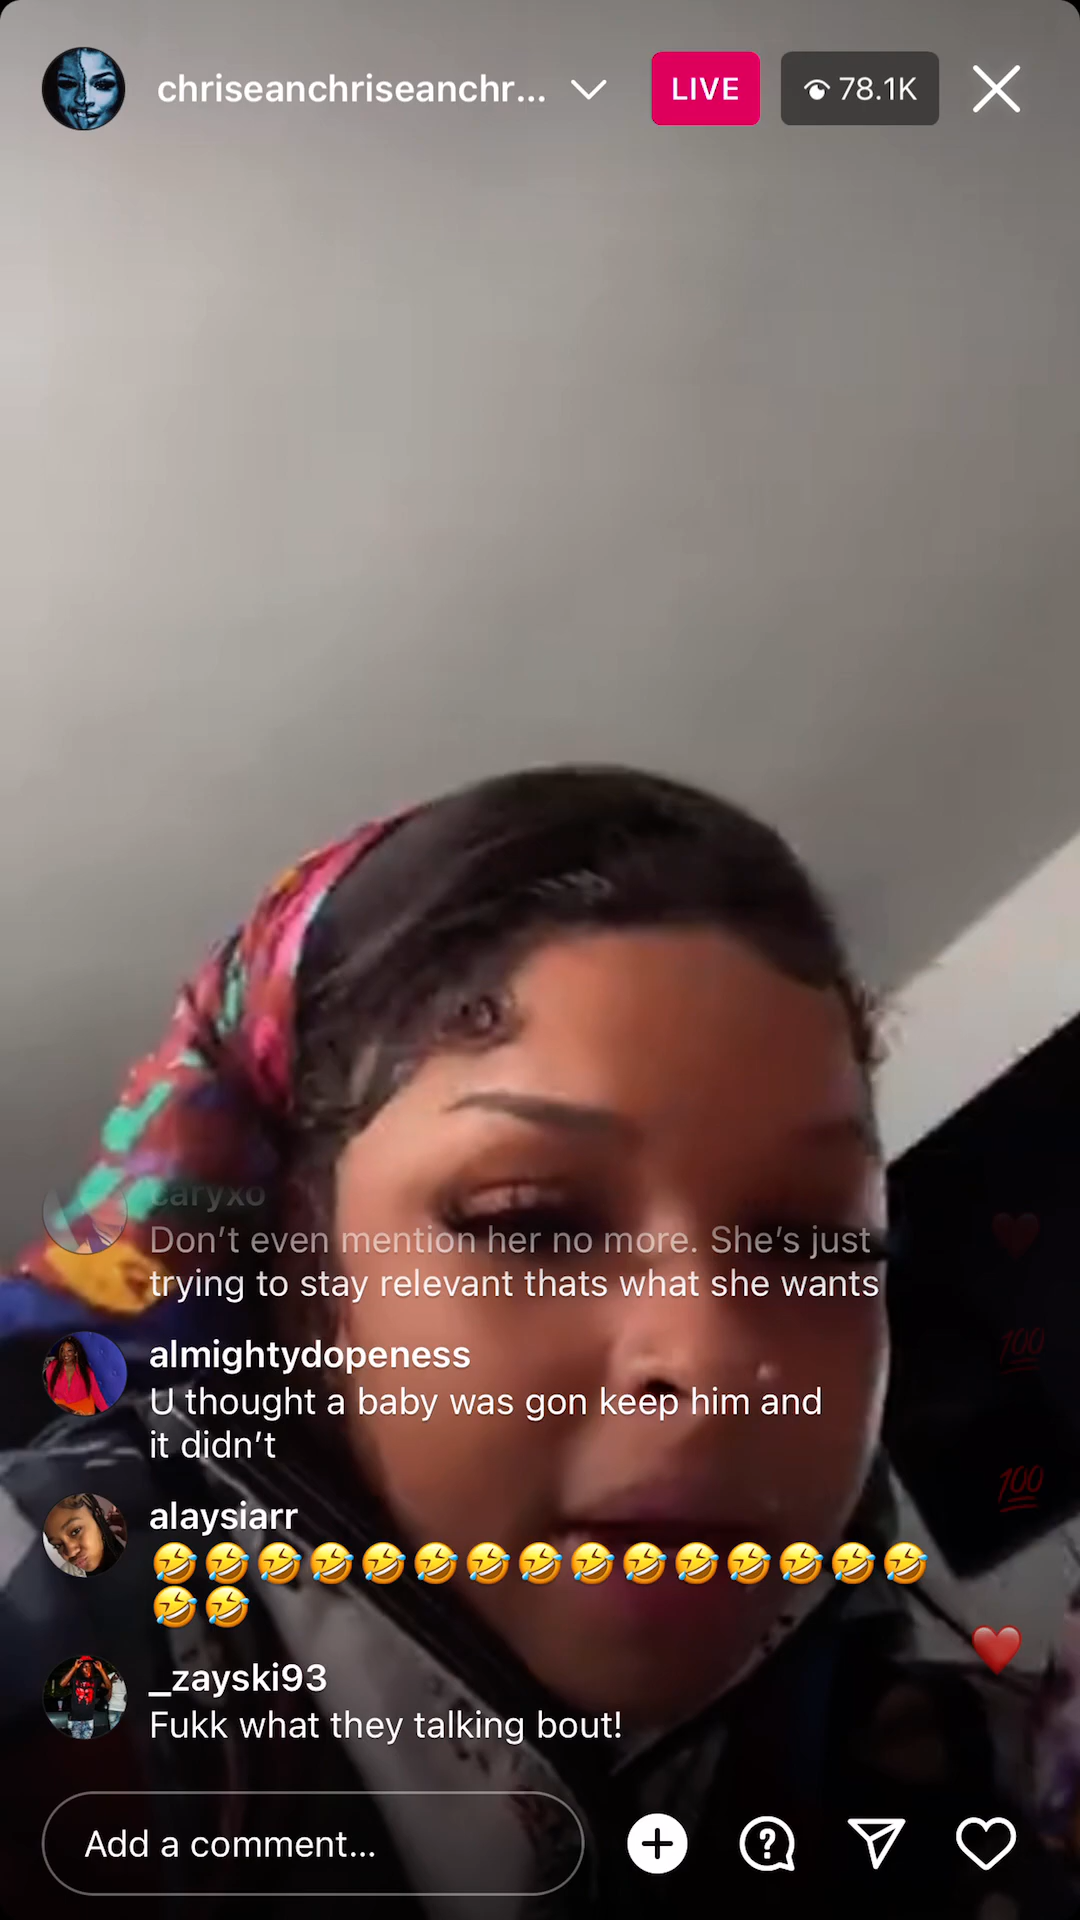 chriseanchriseanchr...
LIVE
78.1K
caryxo
Don't even mention her no more. She's just
trying to stay relevant thats what she wants
almightydopeness
U thought a baby was gon keep him and
it didn't
alaysiarr
🤣🤣🤣🤣🤣🤣🤣🤣🤣🤣🤣🤣🤣🤣🤣
🤣🤣
_zayski93
Fukk what they talking bout!
💯
💯
Add a comment...